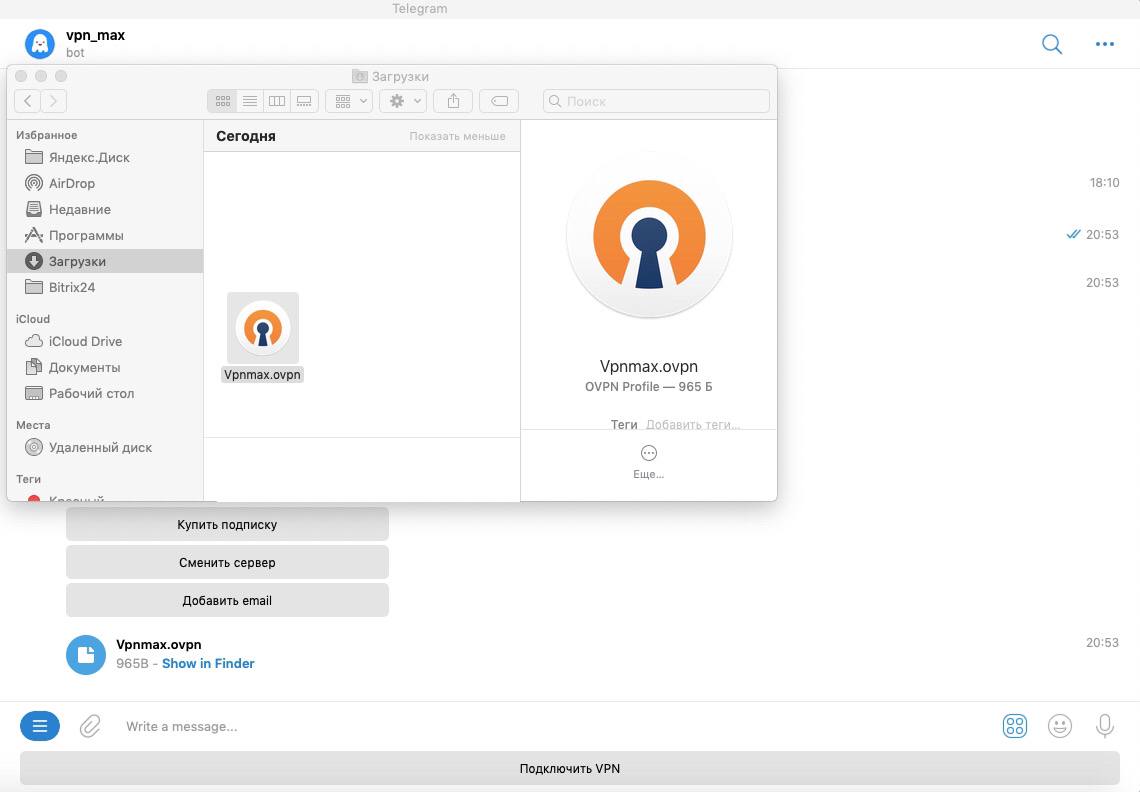 Telegram
vpn_max
bot
Загрузки
Поиск
Избранное
Яндекс.Диск
AirDrop
Недавние
Программы
Загрузки
Bitrix24
iCloud
iCloud Drive
Документы
Рабочий стол
Места
Удаленный диск
Теги
Красный
Сегодня
Показать меньше
Vpnmax.ovpn
Vpnmax.ovpn
OVPN Profile — 965 Б
Теги Добавить теги...
Еще...
18:10
20:53
20:53
Купить подписку
Сменить сервер
Добавить email
Vpnmax.ovpn
965B - Show in Finder
20:53
Write a message...
Подключить VPN